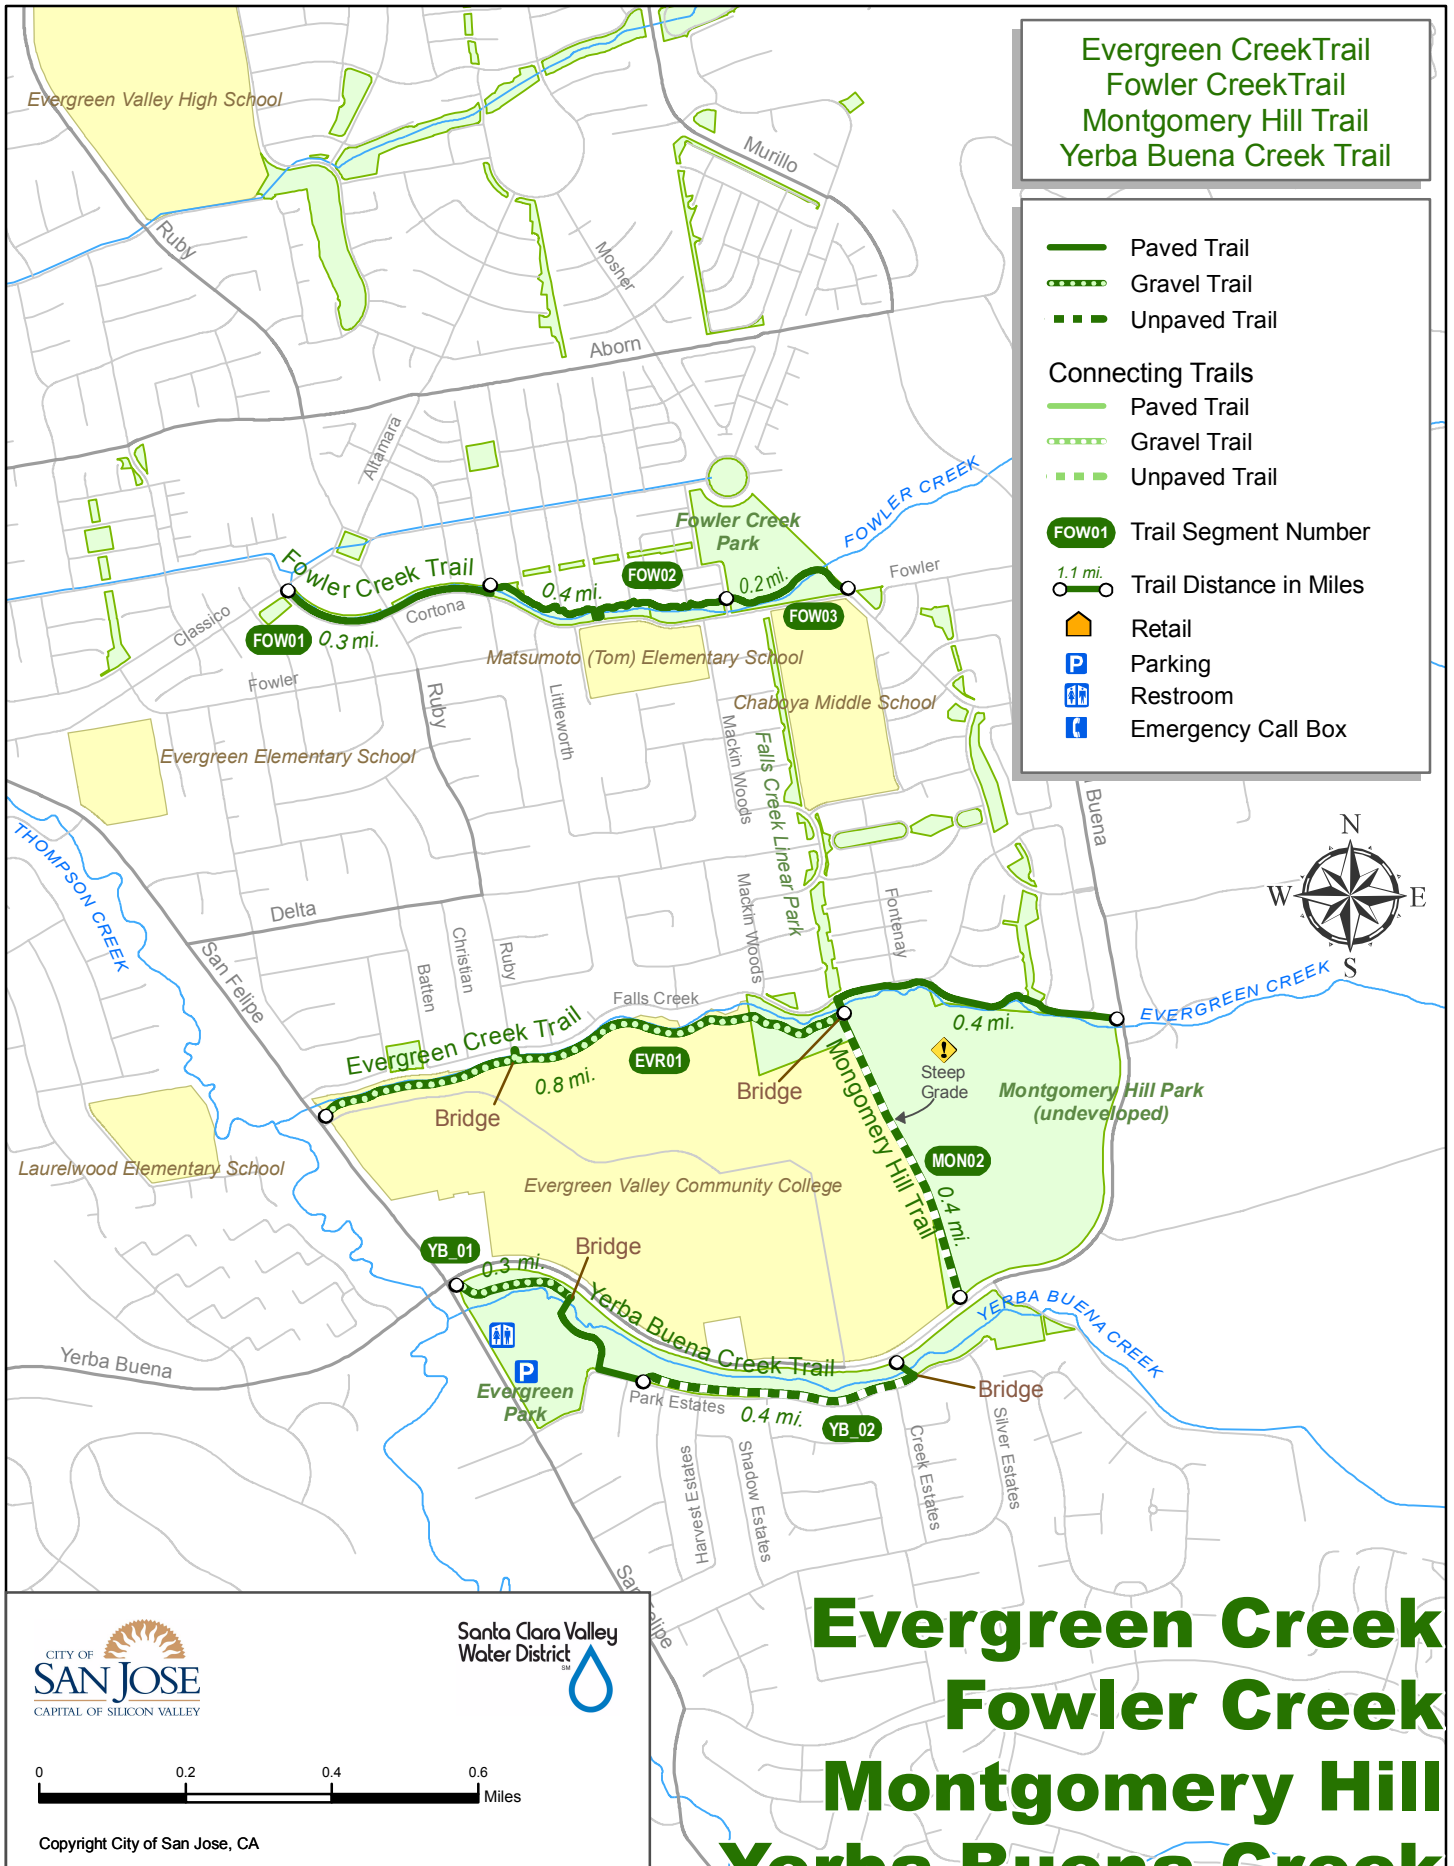 Evergreen CreekTrail
Fowler CreekTrail
Montgomery Hill Trail
Yerba Buena Creek Trail
Paved Trail
Gravel Trail
Unpaved Trail
Connecting Trails
Paved Trail
Gravel Trail
Unpaved Trail
FOW01 Trail Segment Number
1.1 mi. Trail Distance in Miles
Retail
P Parking
Restroom
Emergency Call Box
Evergreen Valley High School
Murillo
Ruby
Mosher
Aborn
Altamara
FOWLER CREEK
Fowler Creek
Park
Fowler Creek Trail
FOW02
0.4 mi.
0.2 mi.
Fowler
Classico
Cortona
FOW01
0.3 mi.
FOW03
Matsumoto (Tom) Elementary School
Fowler
Ruby
Littleworth
Chaboya Middle School
Mackin Woods
Falls Creek Linear Park
Evergreen Elementary School
Buena
N
W
E
S
THOMPSON CREEK
Delta
San Felipe
Batten
Christian
Ruby
Mackin Woods
Fontenay
Falls Creek
EVERGREEN CREEK
Evergreen Creek Trail
0.4 mi.
EVR01
0.8 mi.
Bridge
Bridge
Steep
Grade
Montgomery Hill Park
(undeveloped)
Mongomery Hill Trail
MON02
0.4 mi.
Laurelwood Elementary School
Evergreen Valley Community College
YB_01
0.3 mi.
Bridge
Yerba Buena Creek Trail
YERBA BUENA CREEK
Yerba Buena
P
Evergreen
Park
Park Estates
0.4 mi.
YB_02
Bridge
Harvest Estates
Shadow Estates
Creek Estates
Silver Estates
San Felipe
CITY OF
SAN JOSE
CAPITAL OF SILICON VALLEY
Santa Clara Valley
Water District
SM
0 0.2 0.4 0.6
Miles
Copyright City of San Jose, CA
Evergreen Creek
Fowler Creek
Montgomery Hill
Yerba Buena Creek